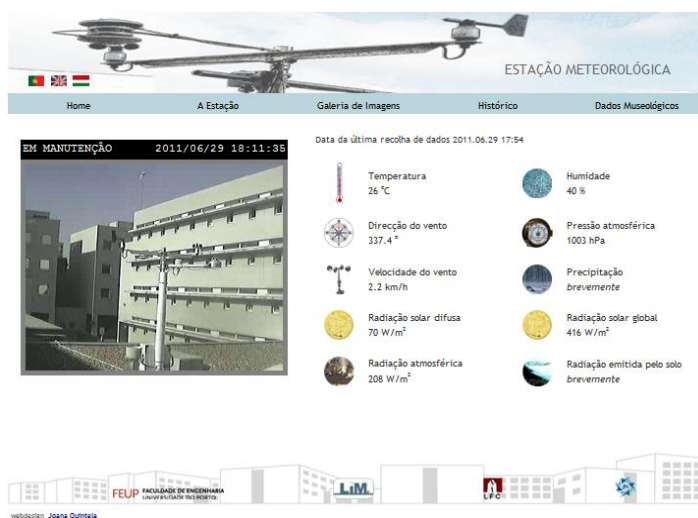 ESTAÇÃO METEOROLÓGICA
Home A Estação Galeria de Imagens Histórico Dados Museológicos
Data da última recolha de dados 2011.06.29 17:54
EM MANUTENÇÃO 2011/06/29 18:11:35
Temperatura
26 °C
Humidade
40 %
Direcção do vento
337.4 °
Pressão atmosférica
1003 hPa
Velocidade do vento
2.2 km/h
Precipitação
brevemente
Radiação solar difusa
70 W/m²
Radiação solar global
416 W/m²
Radiação atmosférica
208 W/m²
Radiação emitida pelo solo
brevemente
FEUP FACULDADE DE ENGENHARIA
UNIVERSIDADE DO PORTO
LIM
LFC
webdesign Joana Quintela